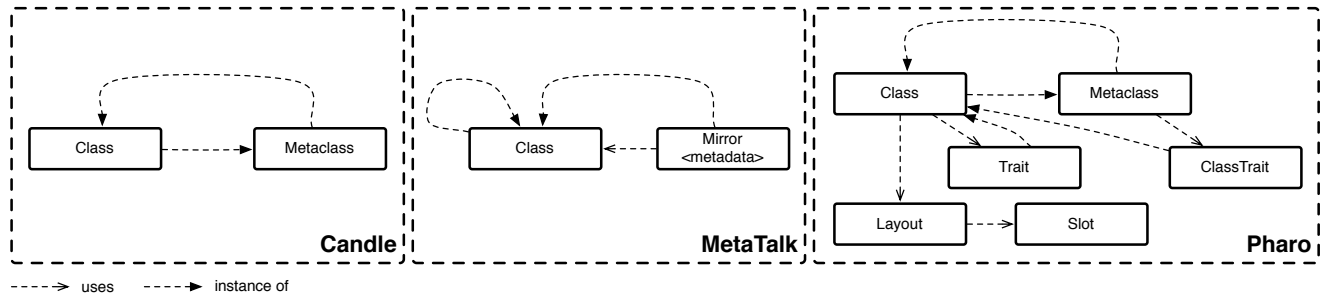 Class
Metaclass
Candle
Class
Mirror
<metadata>
MetaTalk
Class
Metaclass
Trait
ClassTrait
Layout
Slot
Pharo
uses
instance of